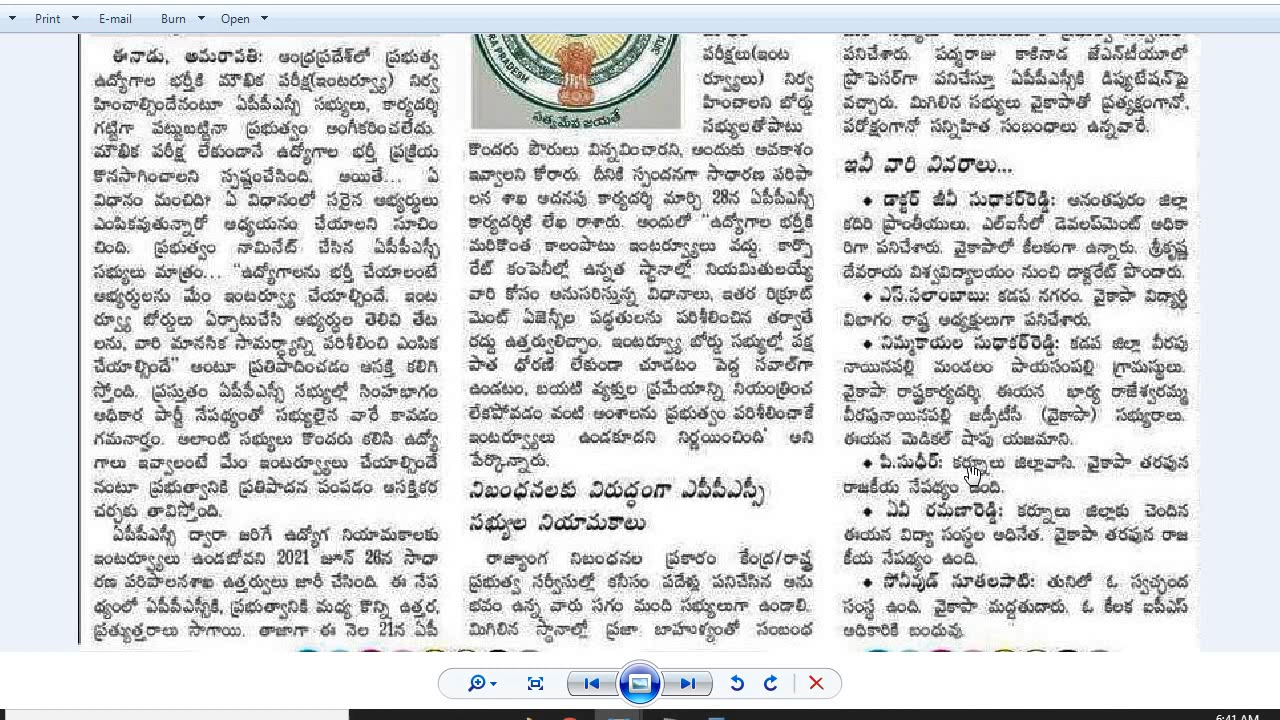 Print
E-mail
Burn
Open
ఈనాడు, అమరావతి: ఆంధ్రప్రదేశ్‌లో ప్రభుత్వ
ఉద్యోగాల భర్తీకి మౌఖిక పరీక్ష(ఇంటర్వ్యూ) నిర్వ
హించాల్సిందేనంటూ ఏపీపీఎస్సీ సభ్యులు, కార్యదర్శి
గట్టిగా పట్టుబట్టినా ప్రభుత్వం అంగీకరించలేదు.
మౌఖిక పరీక్ష లేకుండానే ఉద్యోగాల భర్తీ ప్రక్రియ
కొనసాగించాలని స్పష్టంచేసింది. అయితే... ఏ
విధానం మంచిది? ఏ విధానంలో సరైన అభ్యర్థులు
ఎంపికవుతున్నారో అధ్యయనం చేయాలని సూచిం
చింది. ప్రభుత్వం నామినేట్ చేసిన ఏపీపీఎస్సీ
సభ్యులు మాత్రం... ‘‘ఉద్యోగాలను భర్తీ చేయాలంటే
అభ్యర్థులను మేం ఇంటర్వ్యూ చేయాల్సిందే. ఇంట
ర్వ్యూ బోర్డులు ఏర్పాటుచేసి అభ్యర్థుల తెలివి తేట
లను, వారి మానసిక సామర్థ్యాన్ని పరిశీలించి ఎంపిక
చేయాల్సిందే’’ అంటూ ప్రతిపాదించడం ఆసక్తి కలిగి
స్తోంది. ప్రస్తుతం ఏపీపీఎస్సీ సభ్యుల్లో సింహభాగం
అధికార పార్టీ నేపథ్యంతో సభ్యులైన వారే కావడం
గమనార్హం. అలాంటి సభ్యులు కొందరు కలిసి ఉద్యో
గాలు ఇవ్వాలంటే మేం ఇంటర్వ్యూలు చేయాల్సిందే
నంటూ ప్రభుత్వానికి ప్రతిపాదన పంపడం ఆసక్తికర
చర్చకు తావిస్తోంది.
ఏపీపీఎస్సీ ద్వారా జరిగే ఉద్యోగ నియామకాలకు
ఇంటర్వ్యూలు ఉండబోవని 2021 జూన్ 26న సాధా
రణ పరిపాలనశాఖ ఉత్తర్వులు జారీ చేసింది. ఈ నేప
థ్యంలో ఏపీపీఎస్సీకి, ప్రభుత్వానికి మధ్య కొన్ని ఉత్తర,
ప్రత్యుత్తరాలు సాగాయి. తాజాగా ఈ నెల 21న ఏపీ
RA PRADESH
సత్యమేవ జయతే
పరీక్షలు(ఇంట
ర్వ్యూలు) నిర్వ
హించాలని బోర్డు
సభ్యులతోపాటు
కొందరు పౌరులు విన్నవించారని, అందుకు అవకాశం
ఇవ్వాలని కోరారు. దీనికి స్పందనగా సాధారణ పరిపా
లన శాఖ అదనపు కార్యదర్శి మార్చి 28న ఏపీపీఎస్సీ
కార్యదర్శికి లేఖ రాశారు. అందులో ‘‘ఉద్యోగాల భర్తీకి
మరికొంత కాలంపాటు ఇంటర్వ్యూలు వద్దు. కార్పొ
రేట్ కంపెనీల్లో ఉన్నత స్థానాల్లో నియమితులయ్యే
వారి కోసం అనుసరిస్తున్న విధానాలు, ఇతర రిక్రూట్
మెంట్ ఏజెన్సీల పద్ధతులను పరిశీలించిన తర్వాతే
రద్దు ఉత్తర్వులిచ్చాం. ఇంటర్వ్యూ బోర్డు సభ్యుల్లో పక్ష
పాత ధోరణి లేకుండా చూడటం పెద్ద సవాల్‌గా
ఉండటం, బయటి వ్యక్తుల ప్రమేయాన్ని నియంత్రించ
లేకపోవడం వంటి అంశాలను ప్రభుత్వం పరిశీలించాకే
ఇంటర్వ్యూలు ఉండకూడదని నిర్ణయించింది’ అని
పేర్కొన్నారు.
నిబంధనలకు విరుద్ధంగా ఏపీపీఎస్సీ
సభ్యుల నియామకాలు
రాజ్యాంగ నిబంధనల ప్రకారం కేంద్ర/రాష్ట్ర
ప్రభుత్వ సర్వీసుల్లో కనీసం పదేళ్లు పనిచేసిన అను
భవం ఉన్న వారు సగం మంది సభ్యులుగా ఉండాలి.
మిగిలిన స్థానాల్లో ప్రజా బాహుళ్యంతో సంబంధ
పనిచేశారు. పద్మరాజు కాకినాడ జేఎన్‌టీయూలో
ప్రొఫెసర్‌గా పనిచేస్తూ ఏపీపీఎస్సీకి డిప్యుటేషన్‌పై
వచ్చారు. మిగిలిన సభ్యులు వైకాపాతో ప్రత్యక్షంగానో,
పరోక్షంగానో సన్నిహిత సంబంధాలు ఉన్నవారే.
ఇవీ వారి వివరాలు...
♦ డాక్టర్ జీవీ సుధాకర్‌రెడ్డి: అనంతపురం జిల్లా
కదిరి ప్రాంతీయులు. ఎల్ఐసీలో డెవలప్‌మెంట్ అధికా
రిగా పనిచేశారు. వైకాపాలో కీలకంగా ఉన్నారు. శ్రీకృష్ణ
దేవరాయ విశ్వవిద్యాలయం నుంచి డాక్టరేట్ పొందారు.
♦ ఎస్.సలాంబాబు: కడప నగరం. వైకాపా విద్యార్థి
విభాగం రాష్ట్ర అధ్యక్షులుగా పనిచేశారు.
♦ నిమ్మకాయల సుధాకర్‌రెడ్డి: కడప జిల్లా వీరపు
నాయునిపల్లి మండలం పాయసంపల్లి గ్రామస్థులు.
వైకాపా రాష్ట్రకార్యదర్శి. ఈయన భార్య రాజేశ్వరమ్మ
వీరపునాయినపల్లి జడ్పీటీసీ (వైకాపా) సభ్యురాలు.
ఈయన మెడికల్ షాపు యజమాని.
♦ పి.సుధీర్: కర్నూలు జిల్లావాసి. వైకాపా తరపున
రాజకీయ నేపథ్యం ఉంది.
♦ ఏవీ రమణారెడ్డి: కర్నూలు జిల్లాకు చెందిన
ఈయన విద్యా సంస్థల అధినేత. వైకాపా తరపున రాజ
కీయ నేపథ్యం ఉంది.
♦ సోనీవుడ్ నూతలపాటి: తునిలో ఓ స్వచ్ఛంద
సంస్థ ఉంది. వైకాపా మద్దతుదారు. ఓ కీలక ఐపీఎస్
అధికారికి బంధువు.
6:41 AM